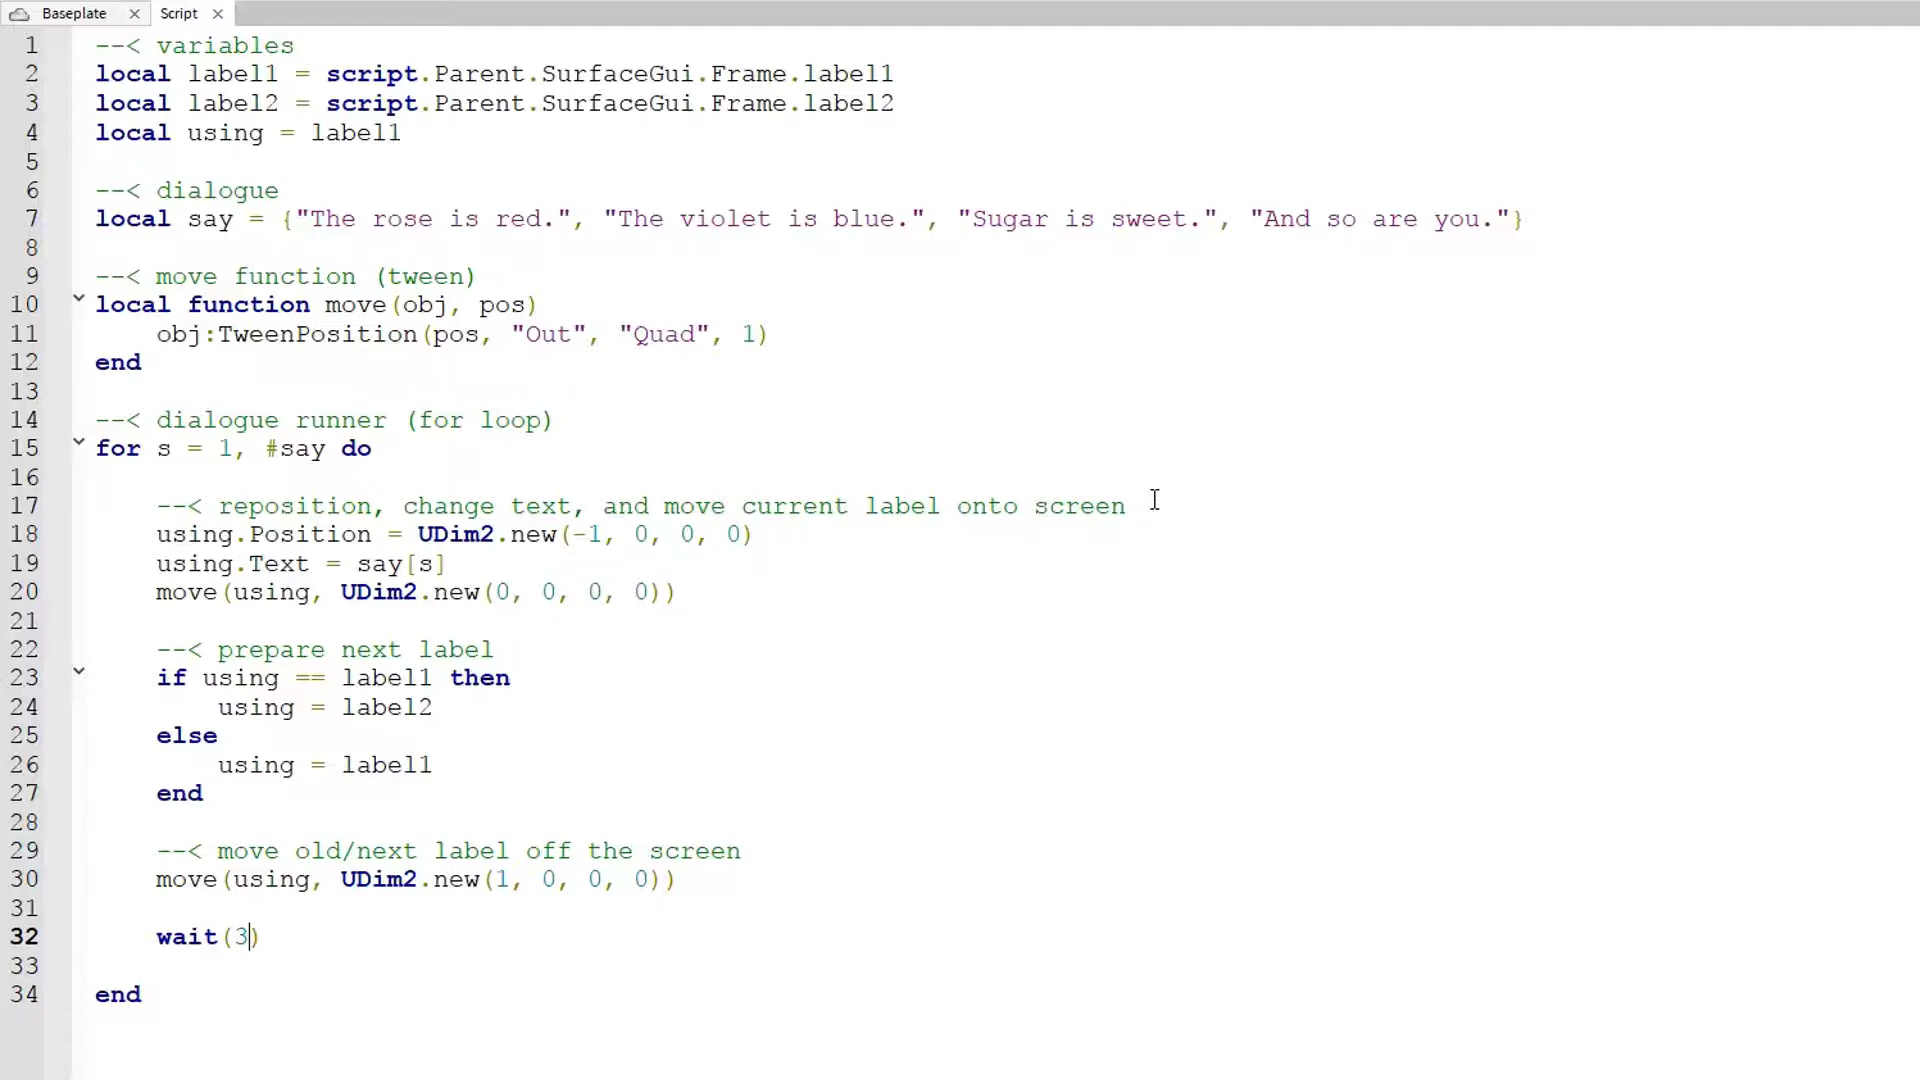 Baseplate × Script ×
1 --< variables
2 local label1 = script.Parent.SurfaceGui.Frame.label1
3 local label2 = script.Parent.SurfaceGui.Frame.label2
4 local using = label1
5
6 --< dialogue
7 local say = {"The rose is red.", "The violet is blue.", "Sugar is sweet.", "And so are you."}
8
9 --< move function (tween)
10 local function move(obj, pos)
11 obj:TweenPosition(pos, "Out", "Quad", 1)
12 end
13
14 --< dialogue runner (for loop)
15 for s = 1, #say do
16
17 --< reposition, change text, and move current label onto screen
18 using.Position = UDim2.new(-1, 0, 0, 0)
19 using.Text = say[s]
20 move(using, UDim2.new(0, 0, 0, 0))
21
22 --< prepare next label
23 if using == label1 then
24 using = label2
25 else
26 using = label1
27 end
28
29 --< move old/next label off the screen
30 move(using, UDim2.new(1, 0, 0, 0))
31
32 wait(3)
33
34 end